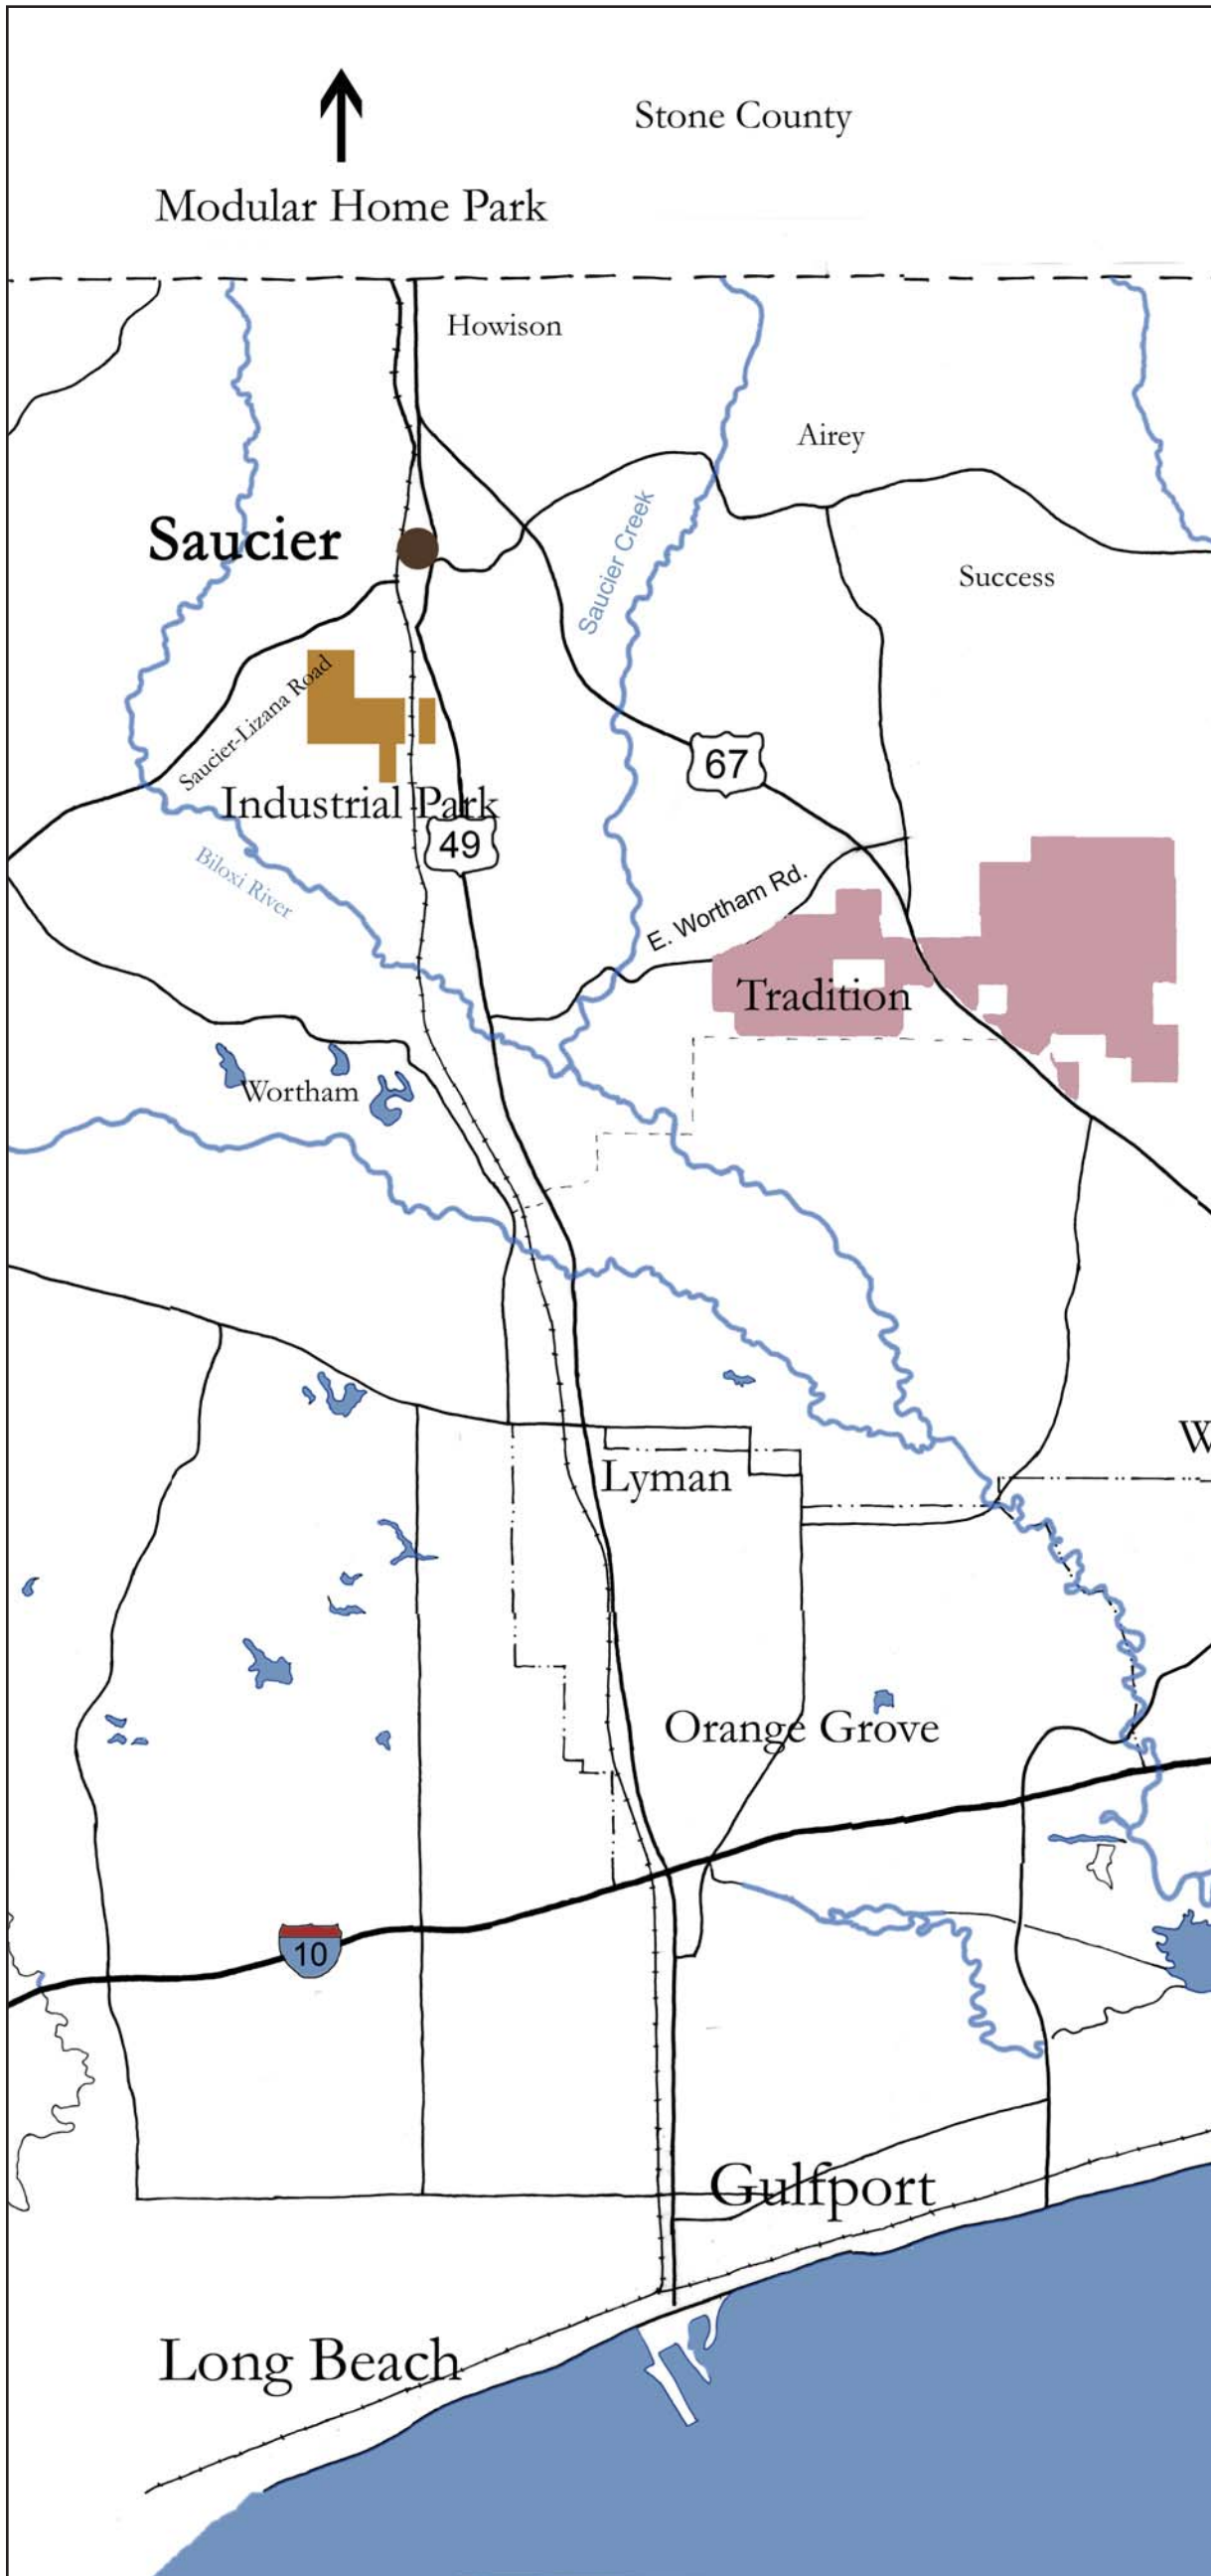 Stone County
Modular Home Park
Howison
Airey
Saucier Creek
Saucier
Success
Saucier-Lizana Road
67
Industrial Park
49
Biloxi River
E. Wortham Rd.
Tradition
Wortham
W
Lyman
Orange Grove
10
Gulfport
Long Beach